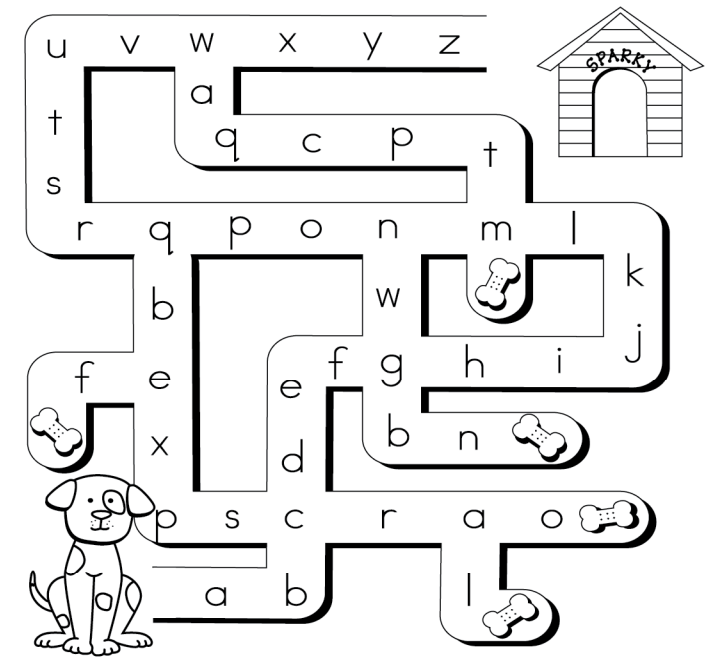 u v w x y z
SPARKY
a
t
q c p t
s
r q p o n m l
k
b w
j
f e e f g h i
x d b n
p s c r a o
a b l